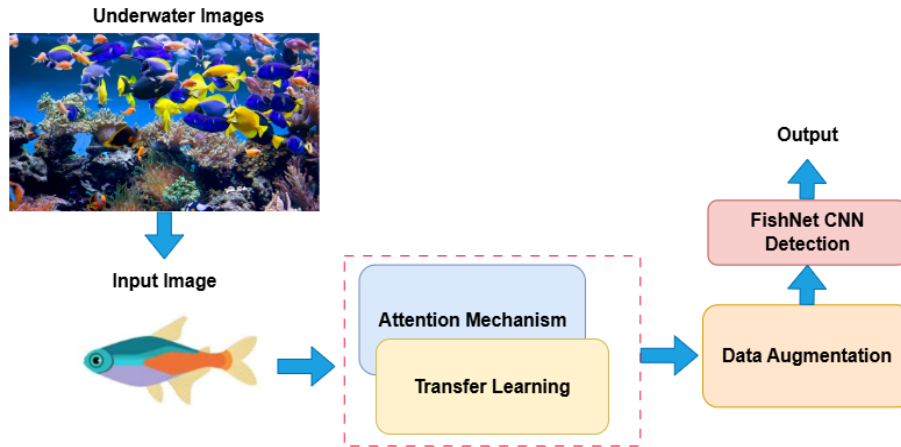 Underwater Images
Input Image
Attention Mechanism
Transfer Learning
Data Augmentation
FishNet CNN
Detection
Output